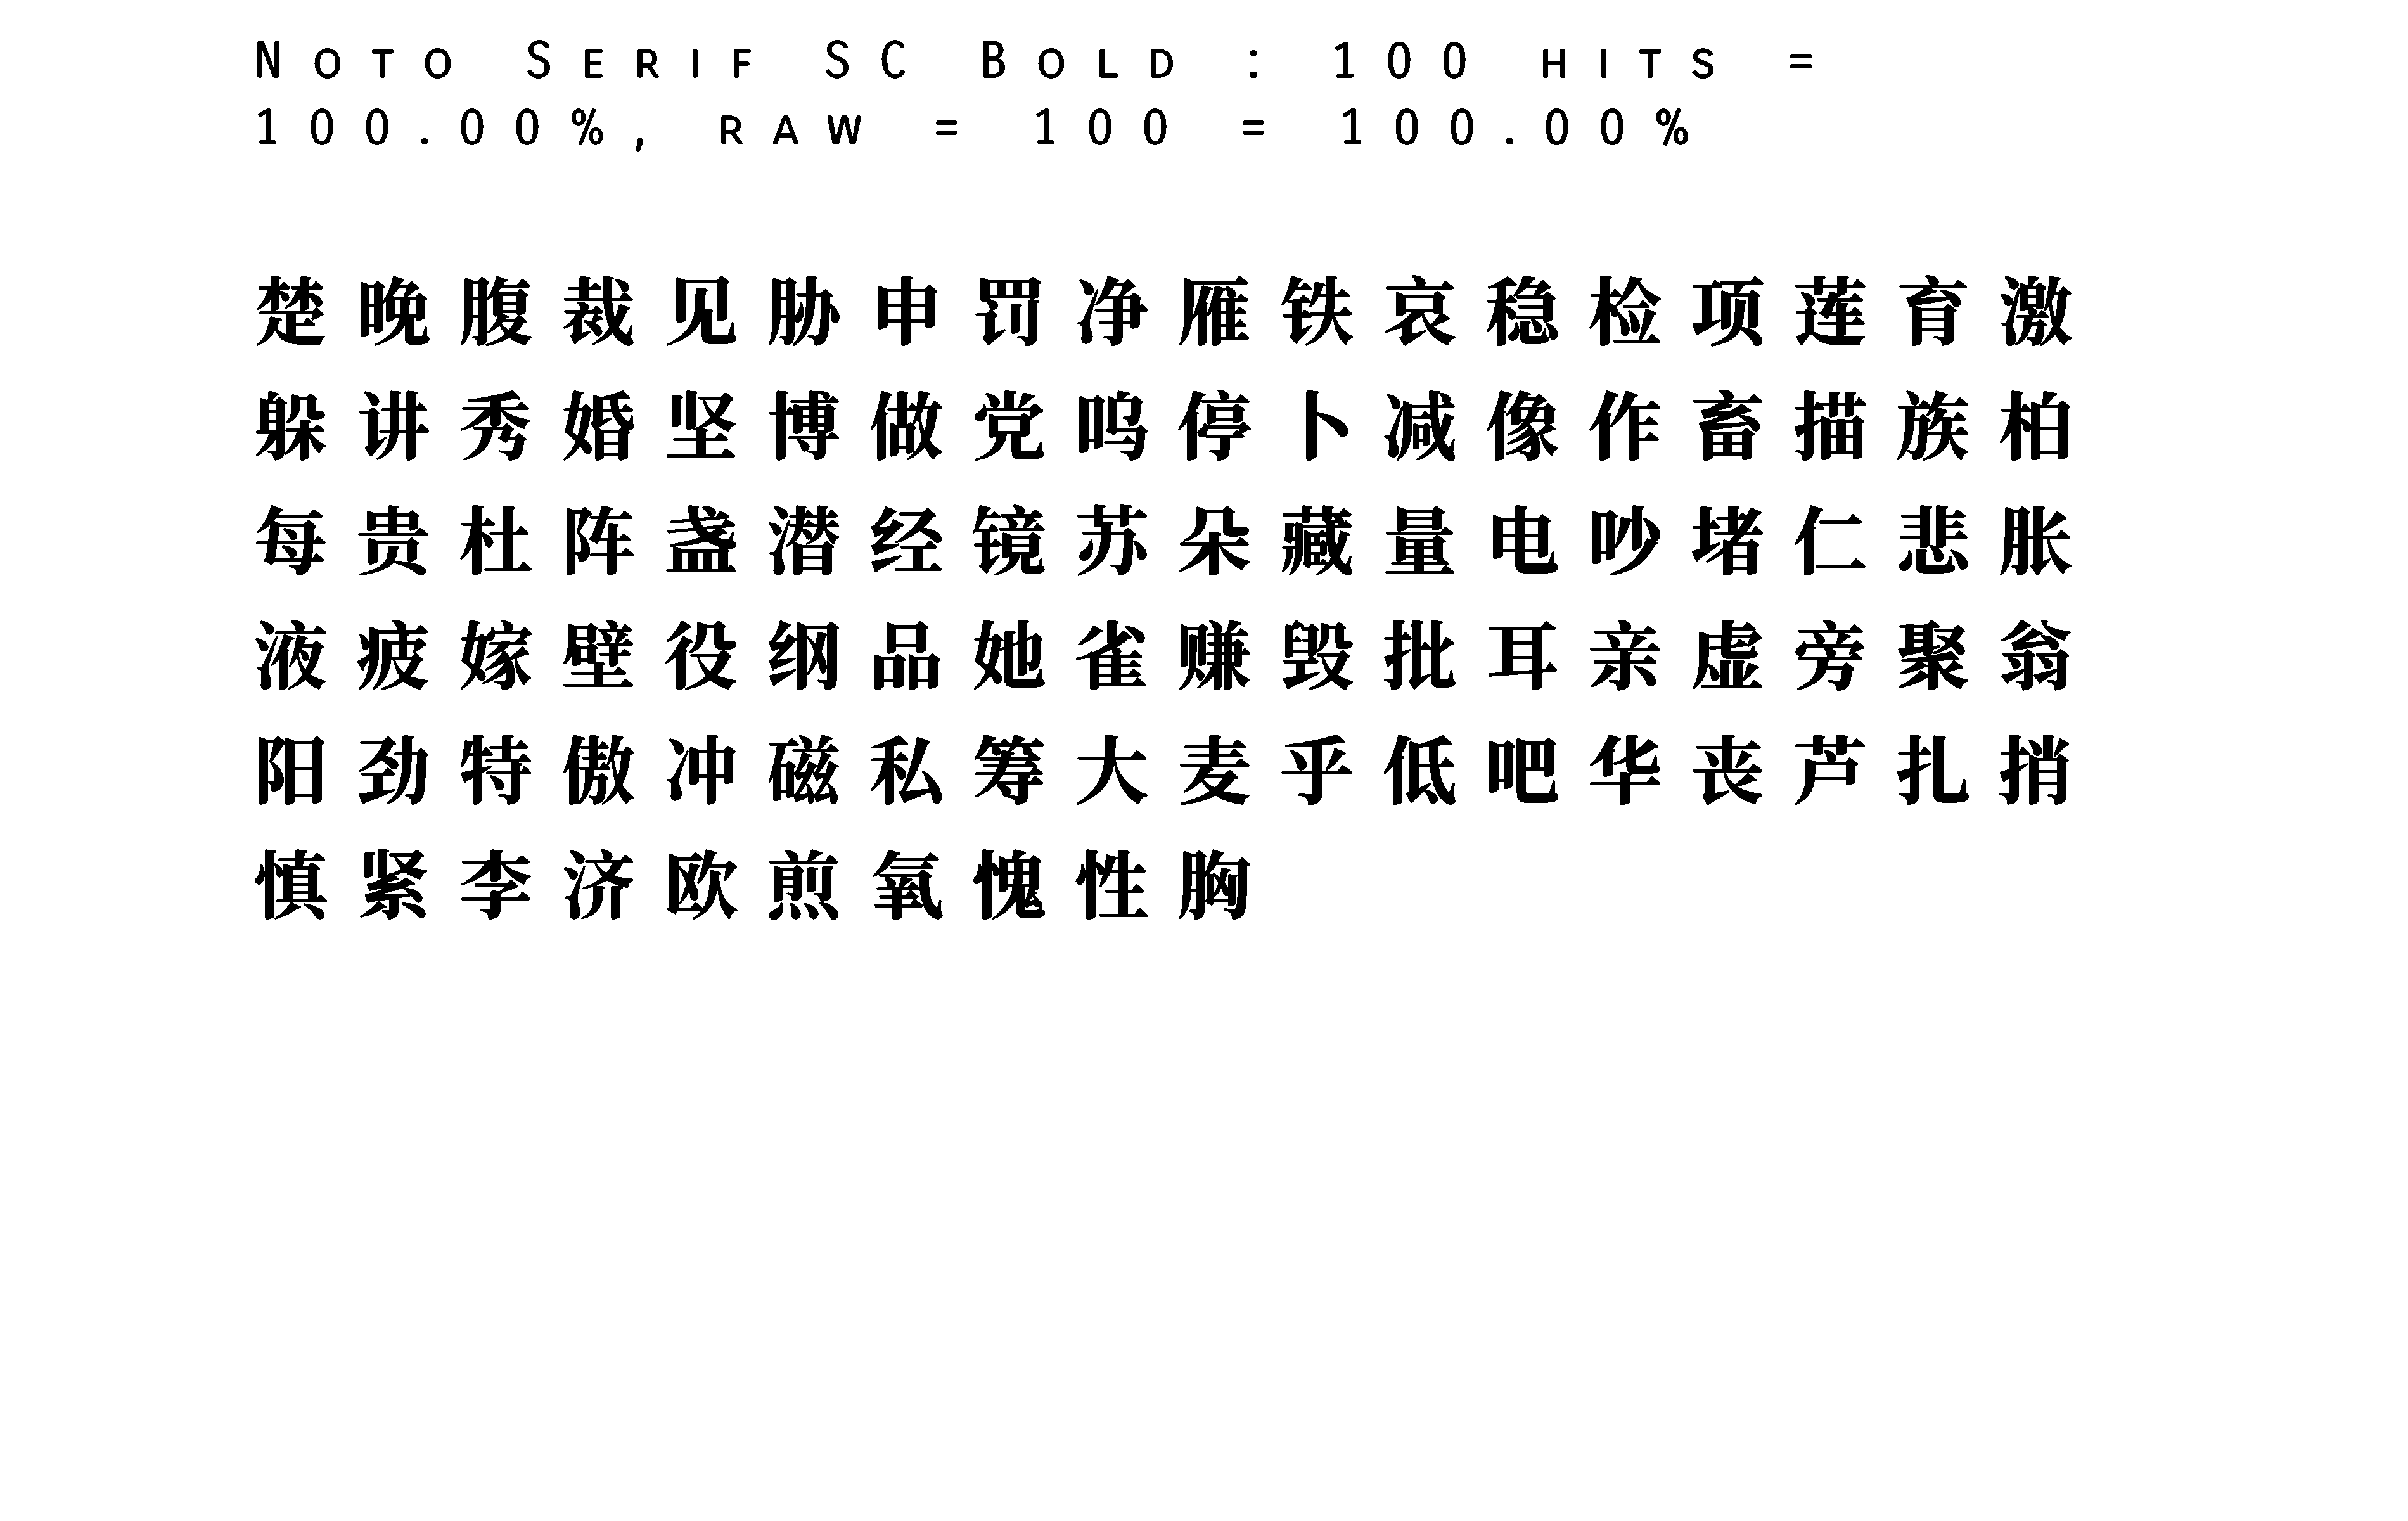 Noto Serif SC Bold : 100 hits =
100.00%, raw = 100 = 100.00%
楚晚腹裁见胁申罚净雁铁哀稳检项莲育激
躲讲秀婚坚博做党呜停卜减像作畜描族柏
每贵杜阵盏潜经镜苏朵藏量电吵堵仁悲胀
液疲嫁壁役纲品她雀赚毁批耳亲虚旁聚翁
阳劲特傲冲磁私筹大麦乎低吧华丧芦扎捎
慎紧李济欧煎氧愧性胸